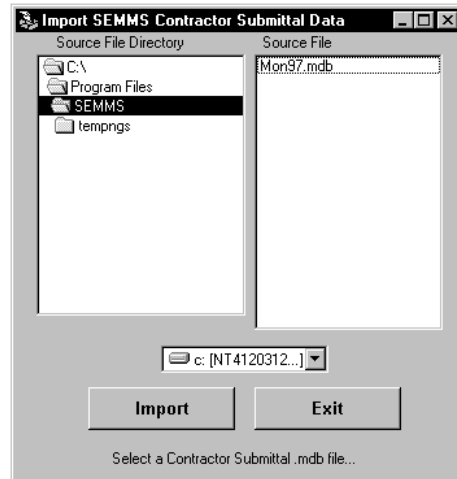 Import SEMMS Contractor Submittal Data
Source File Directory
Source File
C:\
Program Files
SEMMS
tempngs
Mon97.mdb
c: [NT4120312...]
Import
Exit
Select a Contractor Submittal .mdb file...